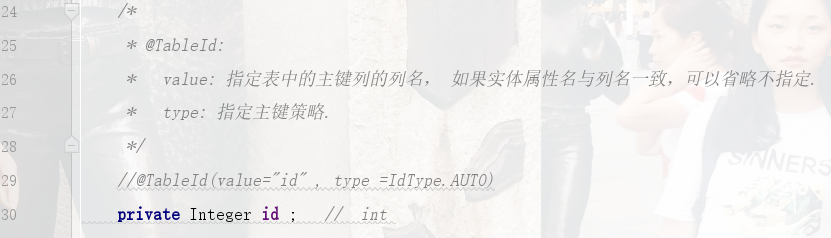 24 /*
25 * @TableId:
26 * value: 指定表中的主键列的列名， 如果实体属性名与列名一致，可以省略不指定.
27 * type: 指定主键策略.
28 */
29 //@TableId(value="id" , type =IdType.AUTO)
30 private Integer id ; // int
SINNERS